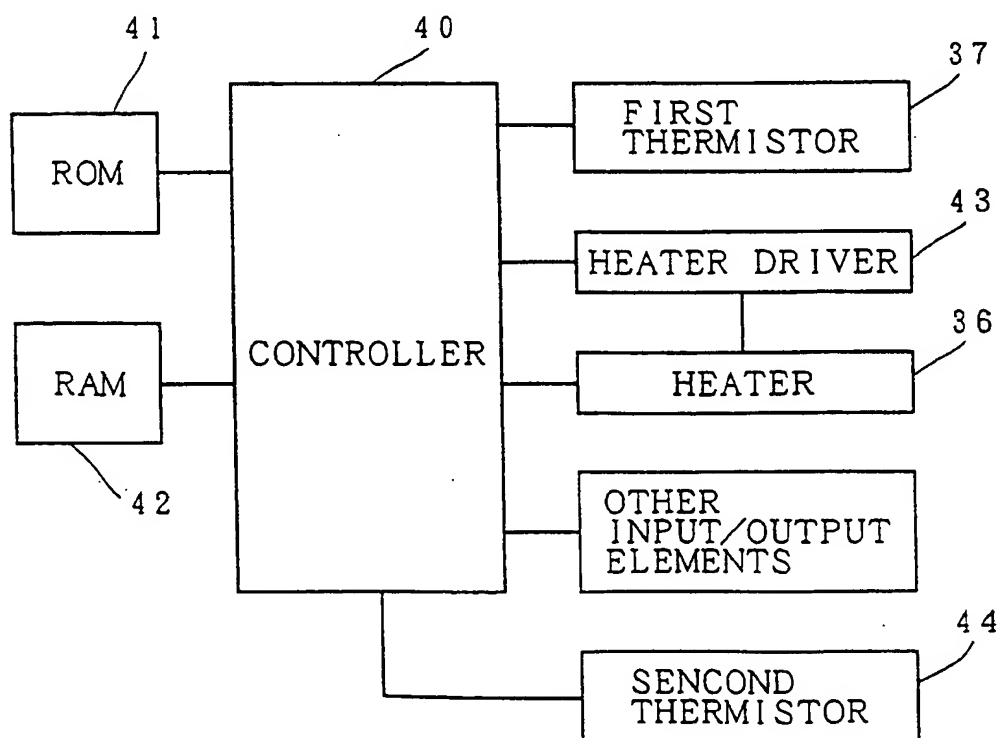 41
40
37
FIRST
THERMISTOR
ROM
43
HEATER DRIVER
36
CONTROLLER
HEATER
RAM
42
OTHER
INPUT/OUTPUT
ELEMENTS
44
SENCOND
THERMISTOR